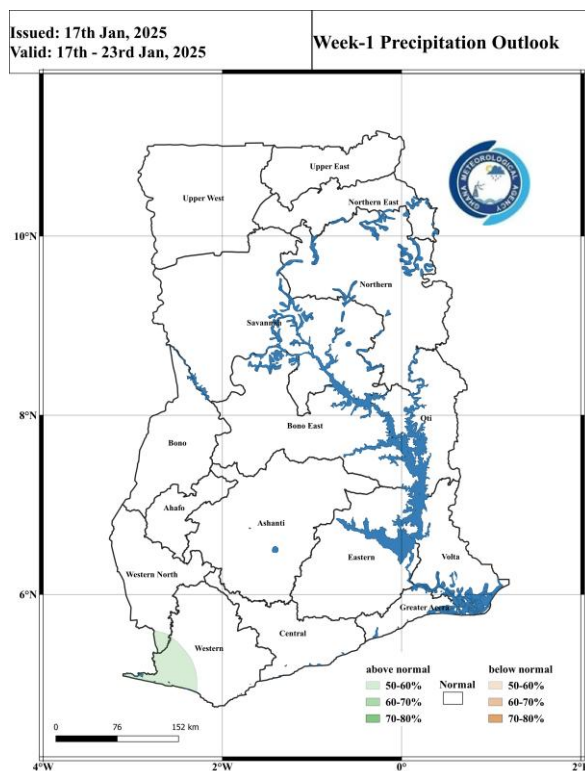 Issued: 17th Jan, 2025
Valid: 17th - 23rd Jan, 2025
Week-1 Precipitation Outlook
4°W
2°W
0°
2°
Upper East
Upper West
Northern East
GHANA METEOROLOGICAL AGENCY
10°N
Northern
Savannah
8°N
Oti
Bono East
Bono
Ahafo
Ashanti
Eastern
Volta
Western North
6°N
Greater Accra
Central
Western
above normal
50-60%
60-70%
70-80%
Normal
below normal
50-60%
60-70%
70-80%
0
76
152 km